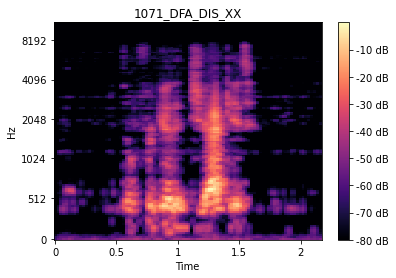 1071_DFA_DIS_XX
8192
4096
2048
1024
512
0
Hz
0
0.5
1
1.5
2
Time
-10 dB
-20 dB
-30 dB
-40 dB
-50 dB
-60 dB
-70 dB
-80 dB